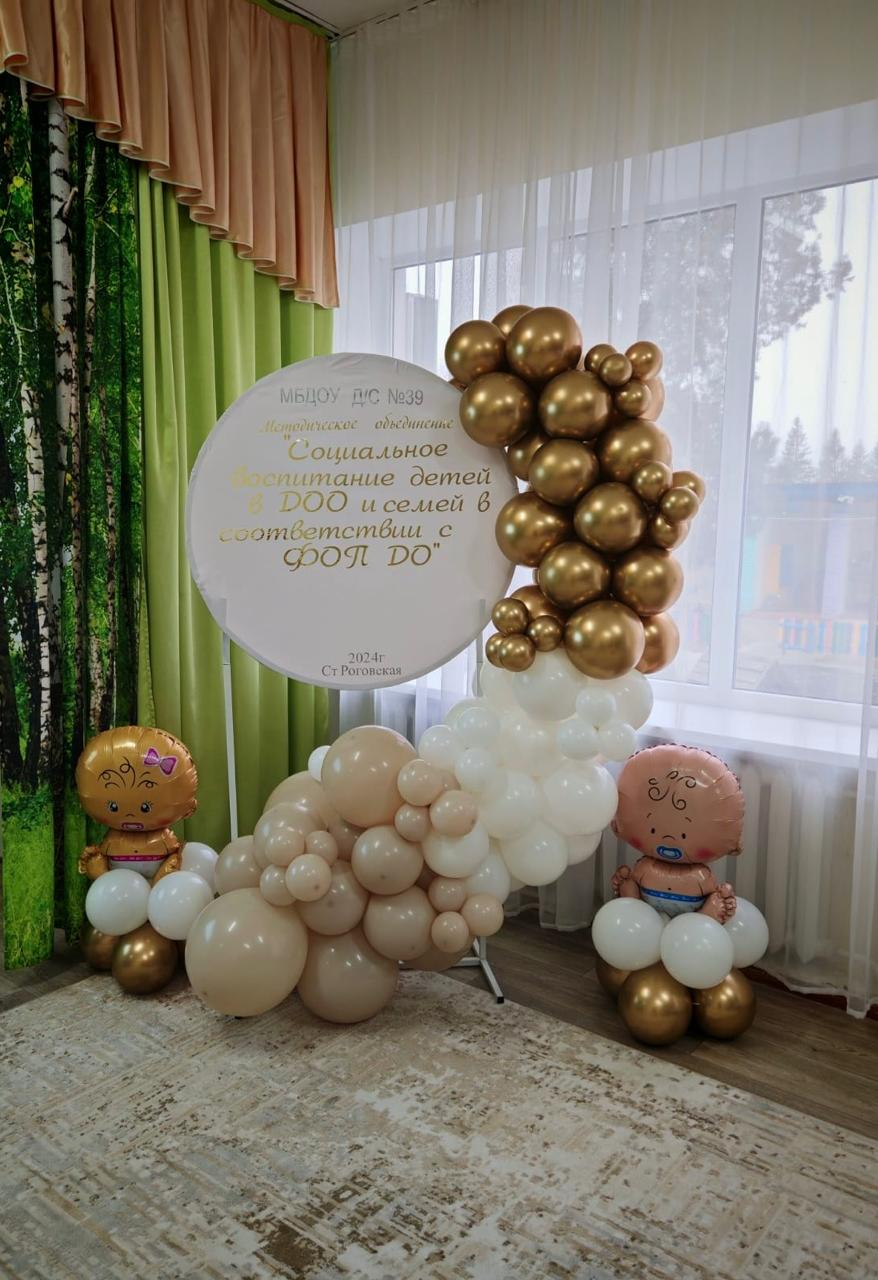 МБДОУ Д/С №39
Методическое объединение
"Социальное
воспитание детей
в ДОО и семей в
соответствии с
ФОП ДО"
2024г
Ст Роговская